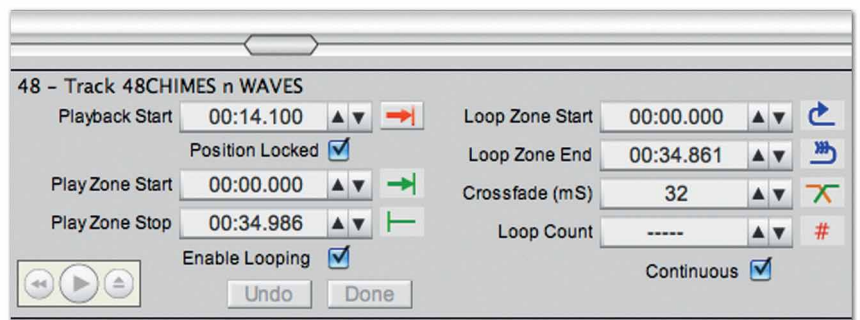 48 - Track 48CHIMES n WAVES
Playback Start 00:14.100
Position Locked
Play Zone Start 00:00.000
Play Zone Stop 00:34.986
Enable Looping
Undo Done
Loop Zone Start 00:00.000
Loop Zone End 00:34.861
Crossfade (mS) 32
Loop Count -----
#
Continuous